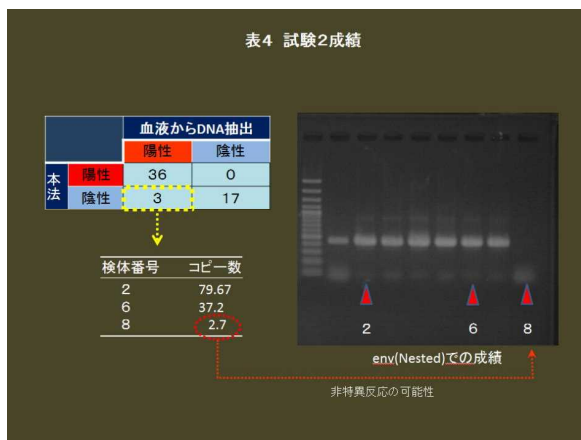 表4 試験2成績
血液からDNA抽出
陽性 陰性
本法 陽性 36 0
陰性 3 17
検体番号 コピー数
2 79.67
6 37.2
8 2.7
2 6 8
env(Nested)での成績
非特異反応の可能性